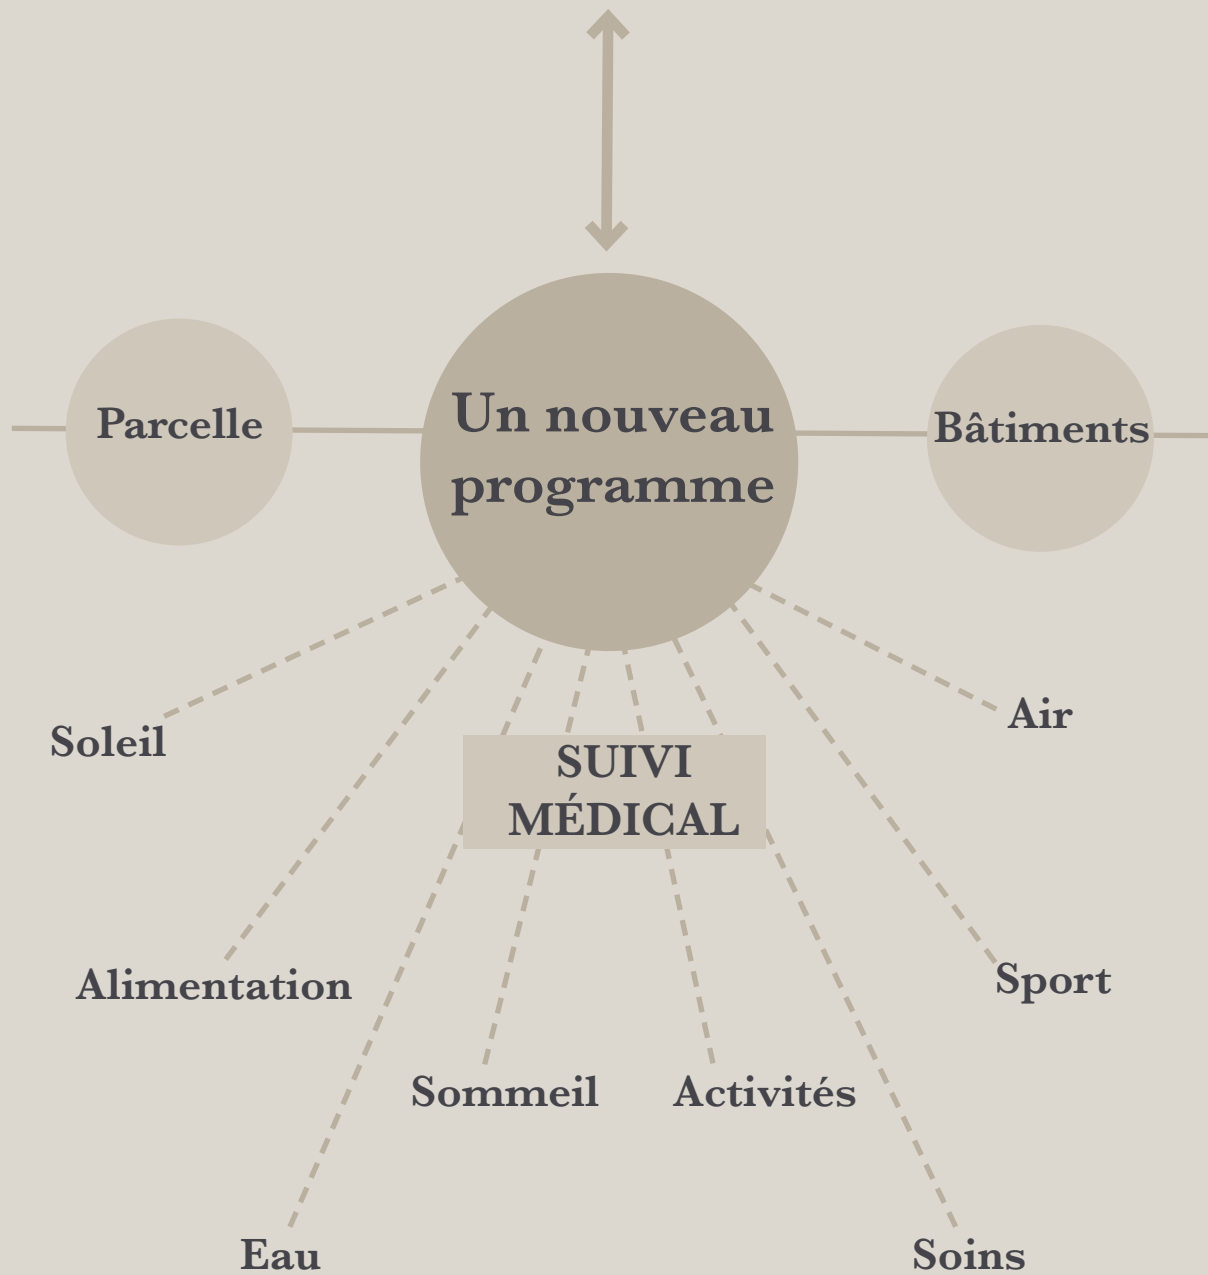 Parcelle
Un nouveau
programme
Bâtiments
Soleil
Air
SUIVI
MÉDICAL
Alimentation
Sport
Sommeil
Activités
Eau
Soins